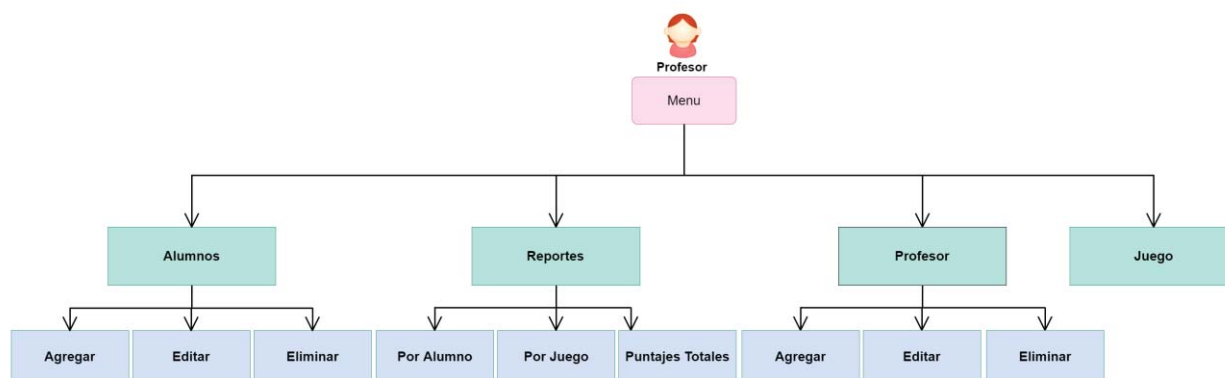 Profesor
Menu
Alumnos
Reportes
Profesor
Juego
Agregar
Editar
Eliminar
Por Alumno
Por Juego
Puntajes Totales
Agregar
Editar
Eliminar